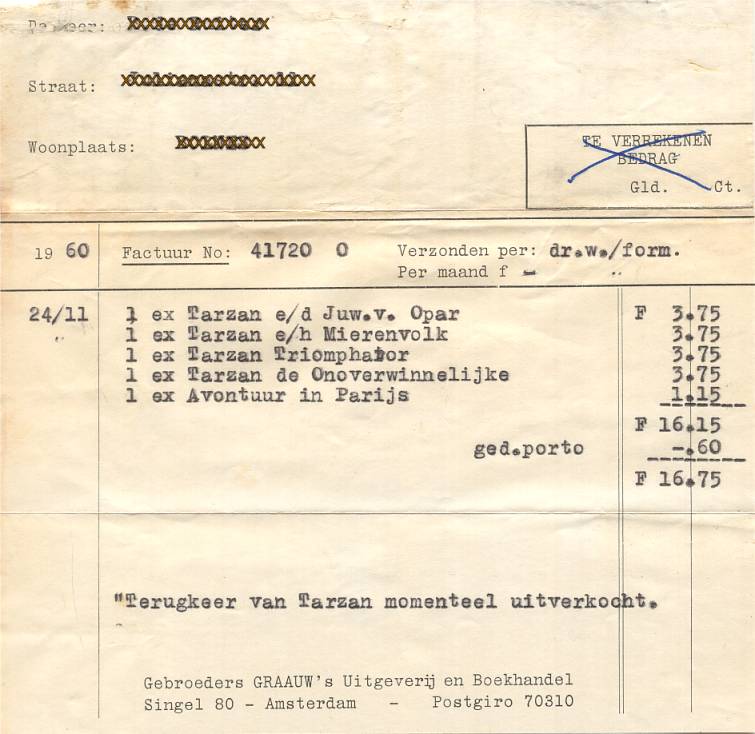 De Heer:
Straat:
Woonplaats:
TE VERREKENEN
BEDRAG
Gld. Ct.
19 60 Factuur No: 41720 O Verzonden per: dr.w./form.
Per maand f - "
24/11 1 ex Tarzan e/d Juw.v. Opar F 3.75
" 1 ex Tarzan e/h Mierenvolk 3.75
1 ex Tarzan Triomphator 3.75
1 ex Tarzan de Onoverwinnelijke 3.75
1 ex Avontuur in Parijs 1.15
F 16.15
ged.porto -.60
F 16.75
"Terugkeer van Tarzan momenteel uitverkocht.
Gebroeders GRAAUW's Uitgeverij en Boekhandel
Singel 80 - Amsterdam - Postgiro 70310